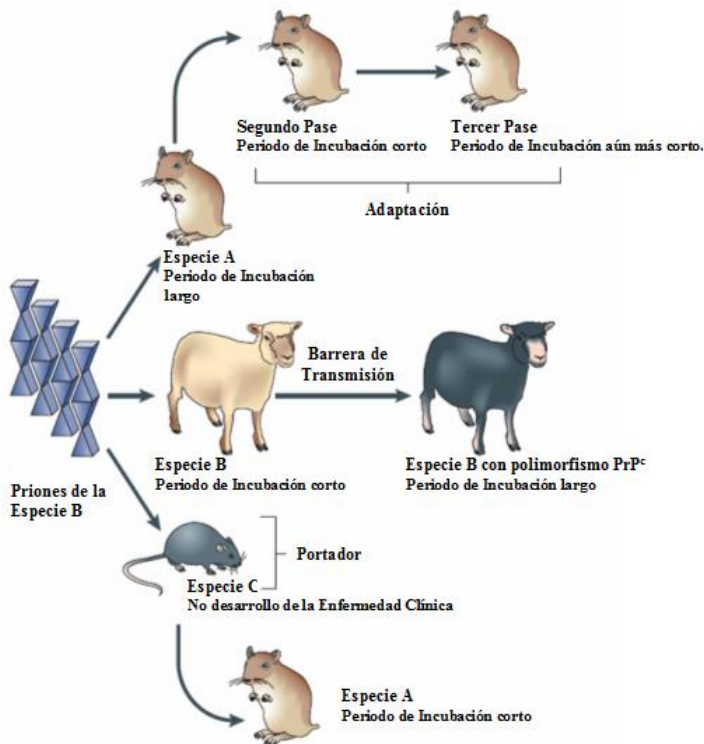 Segundo Pase
Periodo de Incubación corto
Tercer Pase
Periodo de Incubación aún más corto.
Adaptación
Especie A
Periodo de Incubación
largo
Barrera de
Transmisión
Especie B
Periodo de Incubación corto
Especie B con polimorfismo PrPᶜ
Periodo de Incubación largo
Priones de la
Especie B
Portador
Especie C
No desarrollo de la Enfermedad Clínica
Especie A
Periodo de Incubación corto